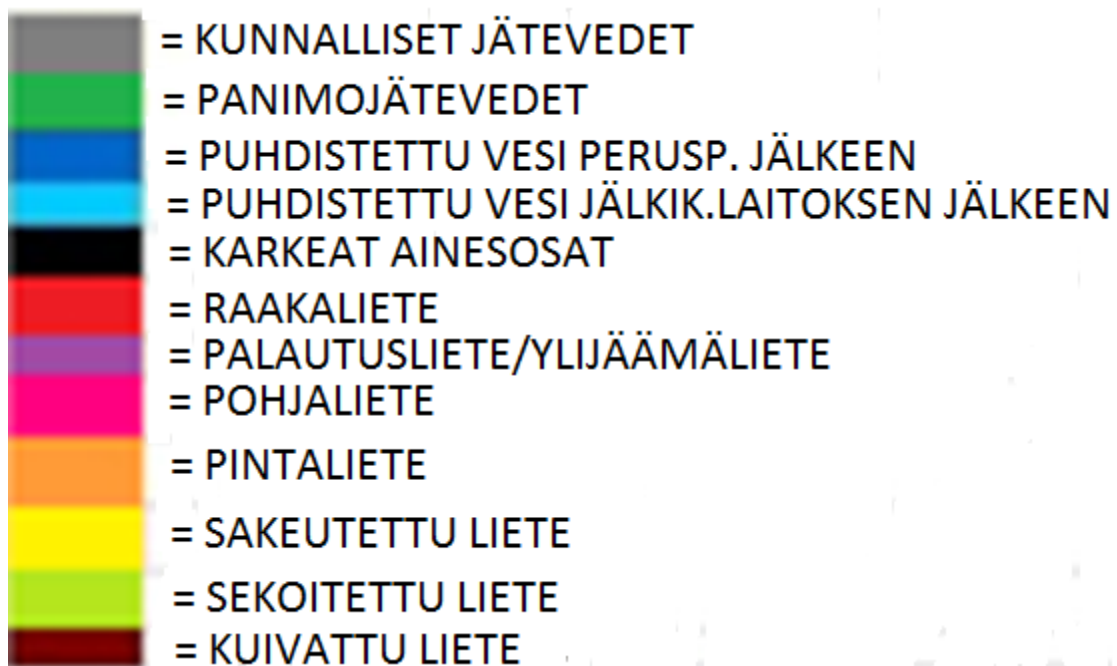 = KUNNALLISET JÄTEVEDET
= PANIMOJÄTEVEDET
= PUHDISTETTU VESI PERUSP. JÄLKEEN
= PUHDISTETTU VESI JÄLKIK.LAITOKSEN JÄLKEEN
= KARKEAT AINESOSAT
= RAAKALIETE
= PALAUTUSLIETE/YLIJÄÄMÄLIETE
= POHJALIETE
= PINTALIETE
= SAKEUTETTU LIETE
= SEKOITETTU LIETE
= KUIVATTU LIETE